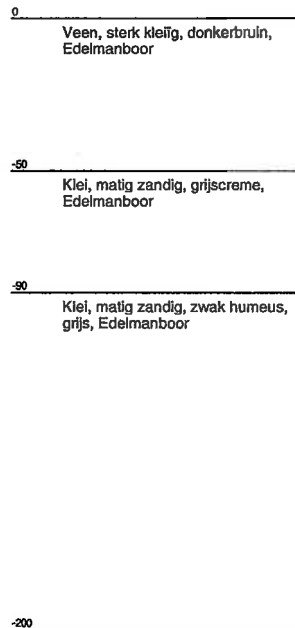 0
Veen, sterk kleiïg, donkerbruin,
Edelmanboor
-50
Klei, matig zandig, grijscreme,
Edelmanboor
-90
Klei, matig zandig, zwak humeus,
grijs, Edelmanboor
-200